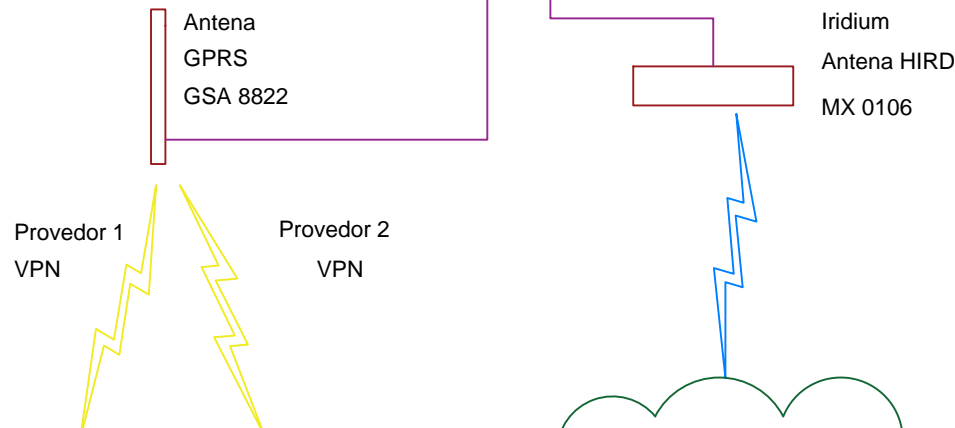 Antena
GPRS
GSA 8822
Iridium
Antena HIRD
MX 0106
Provedor 1
VPN
Provedor 2
VPN